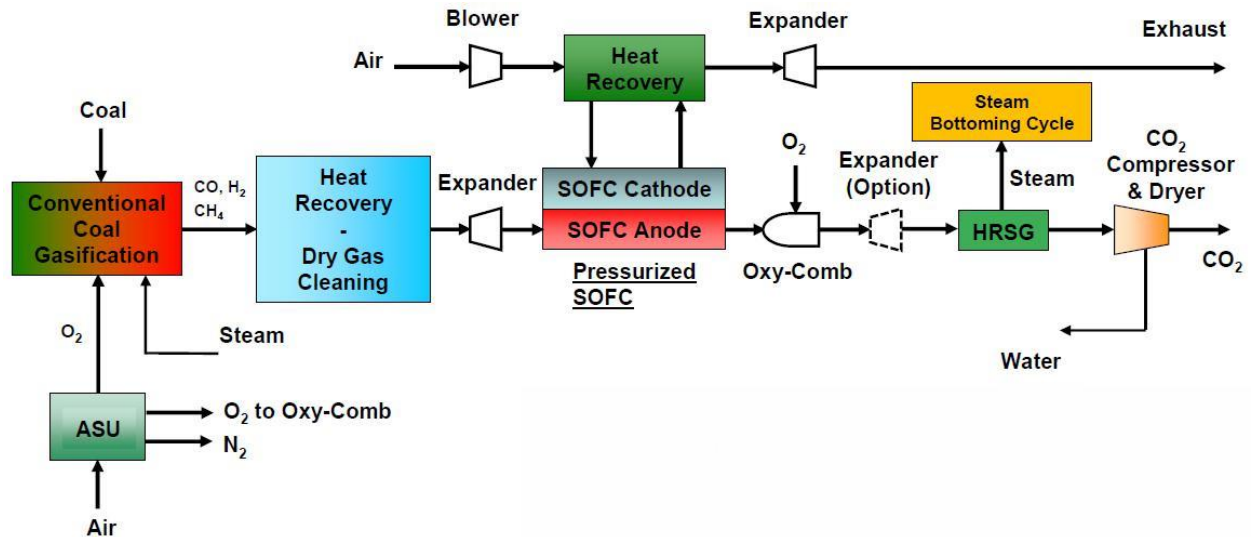 Blower
Expander
Exhaust
Air
Heat
Recovery
Steam
Bottoming Cycle
Coal
CO₂
Compressor
& Dryer
O₂
Expander
(Option)
Steam
CO, H₂
CH₄
Heat
Recovery
-
Dry Gas
Cleaning
Expander
SOFC Cathode
SOFC Anode
Conventional
Coal
Gasification
HRSG
Oxy-Comb
CO₂
Pressurized
SOFC
O₂
Steam
Water
ASU
O₂ to Oxy-Comb
N₂
Air